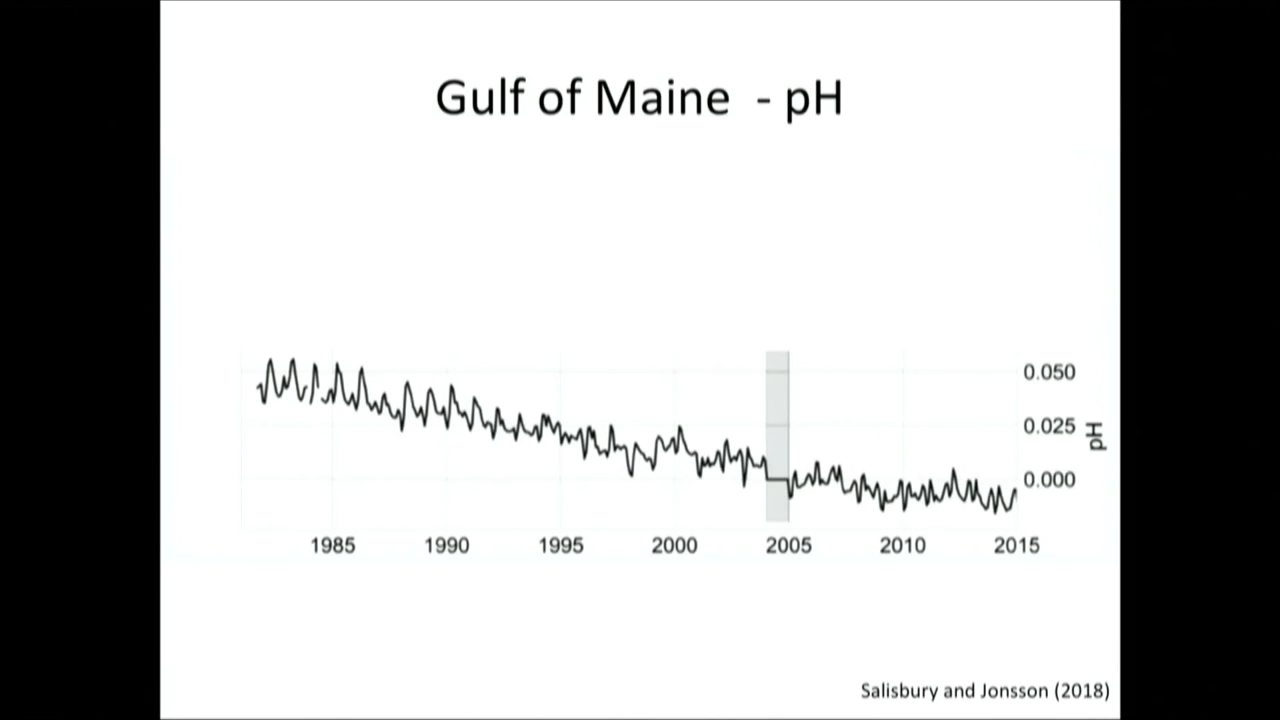 Gulf of Maine - pH
0.050
0.025
0.000
pH
1985 1990 1995 2000 2005 2010 2015
Salisbury and Jonsson (2018)